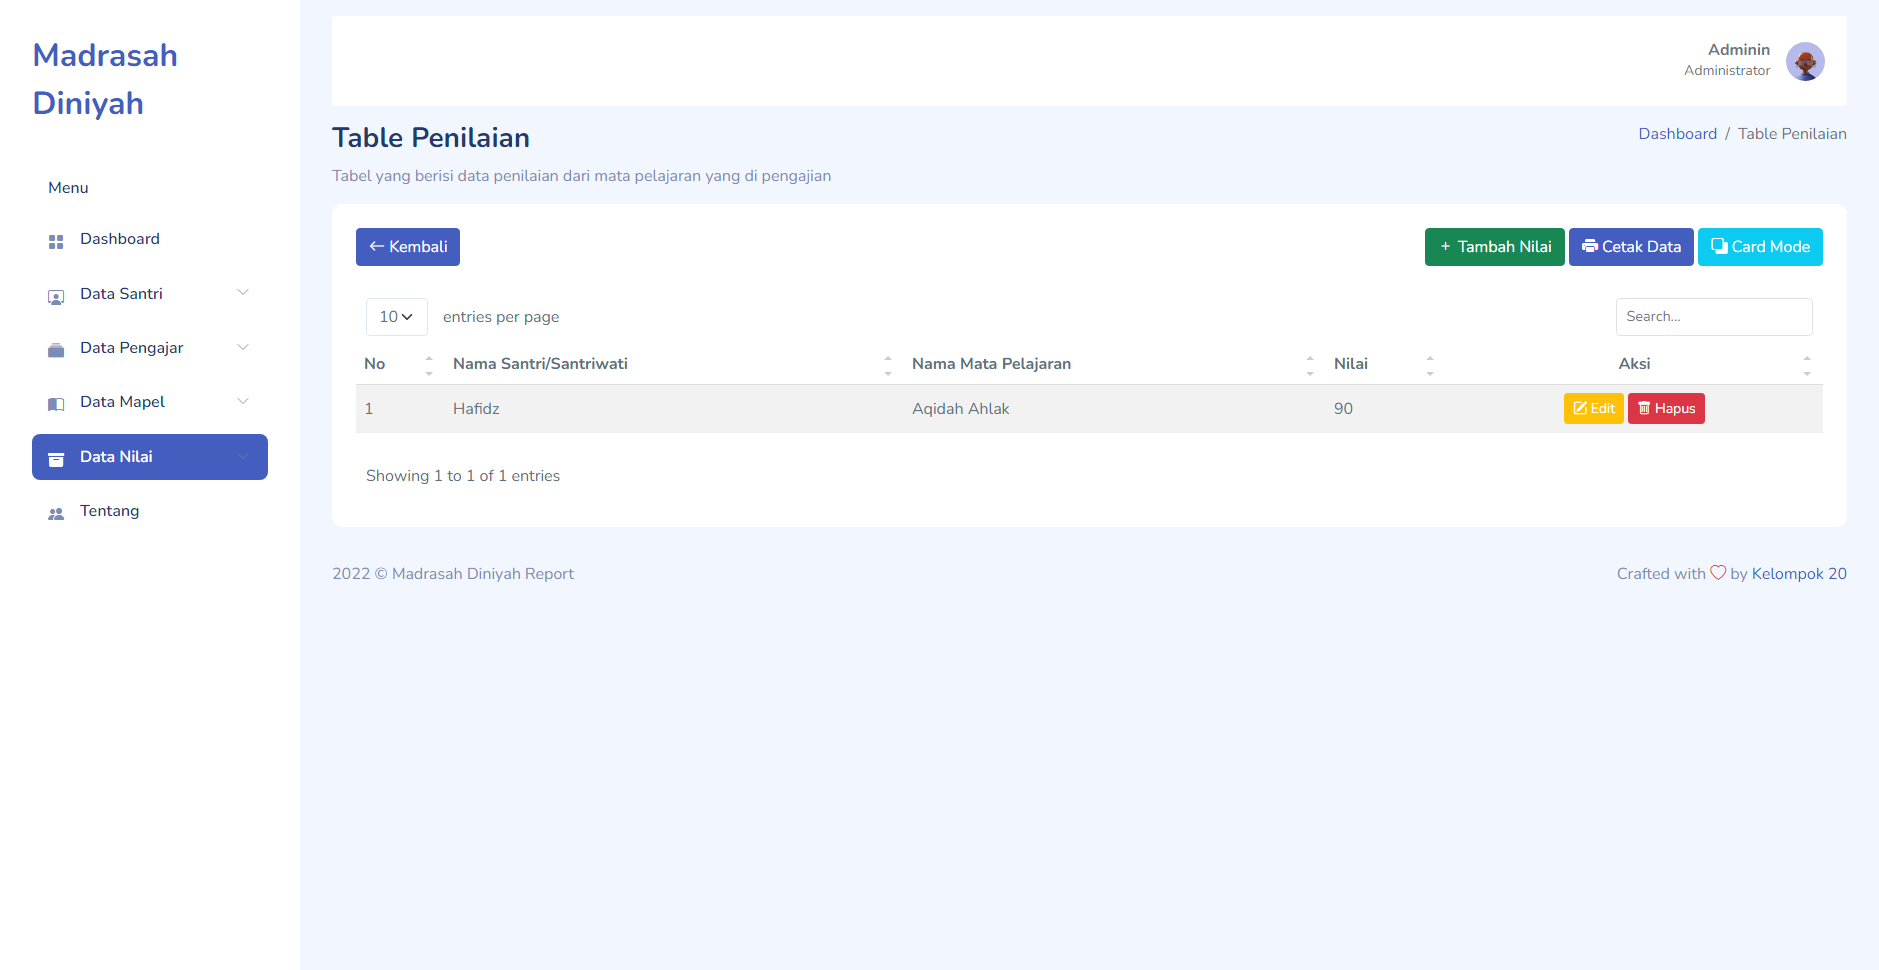 Madrasah
Diniyah
Menu
Dashboard
Data Santri
Data Pengajar
Data Mapel
Data Nilai
Tentang
Adminin
Administrator
Table Penilaian
Dashboard / Table Penilaian
Tabel yang berisi data penilaian dari mata pelajaran yang di pengajian
Kembali
+ Tambah Nilai
Cetak Data
Card Mode
10 entries per page
Search...
No Nama Santri/Santriwati Nama Mata Pelajaran Nilai Aksi
1 Hafidz Aqidah Ahlak 90 Edit Hapus
Showing 1 to 1 of 1 entries
2022 © Madrasah Diniyah Report
Crafted with by Kelompok 20